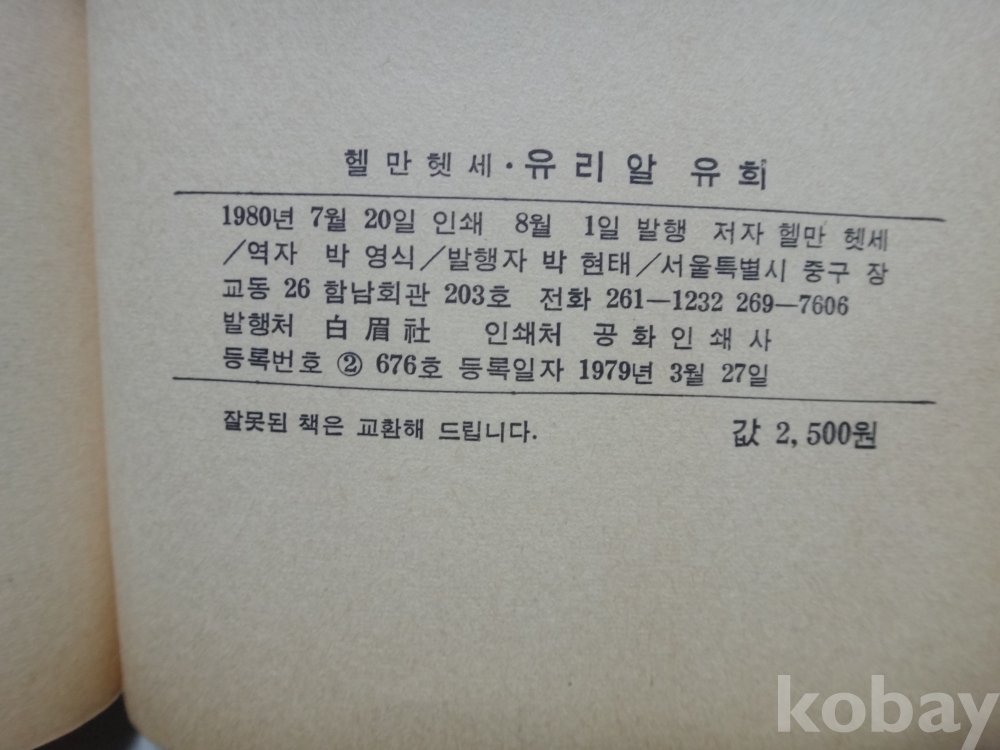 헬만헷세·유리알 유희
1980년 7월 20일 인쇄 8월 1일 발행 저자 헬만 헷세
/역자 박 영식/발행자 박 현태/서울특별시 중구 장
교동 26 함남회관 203호 전화 261—1232 269—7606
발행처 白眉社 인쇄처 공화인쇄사
등록번호 ② 676호 등록일자 1979년 3월 27일
잘못된 책은 교환해 드립니다. 값 2,500원
kobay